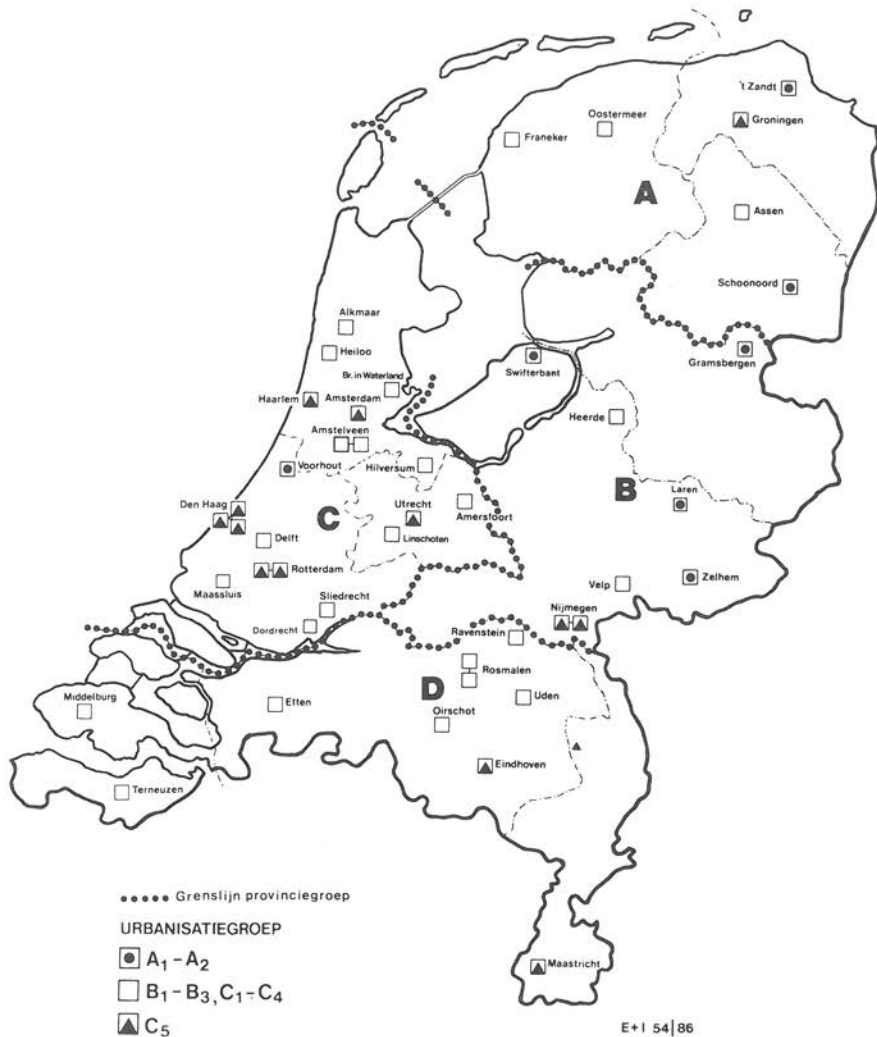 't Zandt
Oostermeer
Groningen
Franeker
A
Assen
Schoonoord
Alkmaar
Gramsbergen
Heiloo
Swifterbant
Br. in Waterland
Haarlem
Amsterdam
Heerde
Amstelveen
Voorhout
Hilversum
B
Laren
Den Haag
C
Utrecht
Amersfoort
Delft
Linschoten
Rotterdam
Zelhem
Maassluis
Velp
Sliedrecht
Nijmegen
Dordrecht
Ravenstein
Rosmalen
D
Middelburg
Etten
Uden
Oirschot
Eindhoven
Terneuzen
Grenslijn provinciegroep
URBANISATIEGROEP
A₁-A₂
Maastricht
B₁-B₃, C₁-C₄
C₅
E+I 54|86